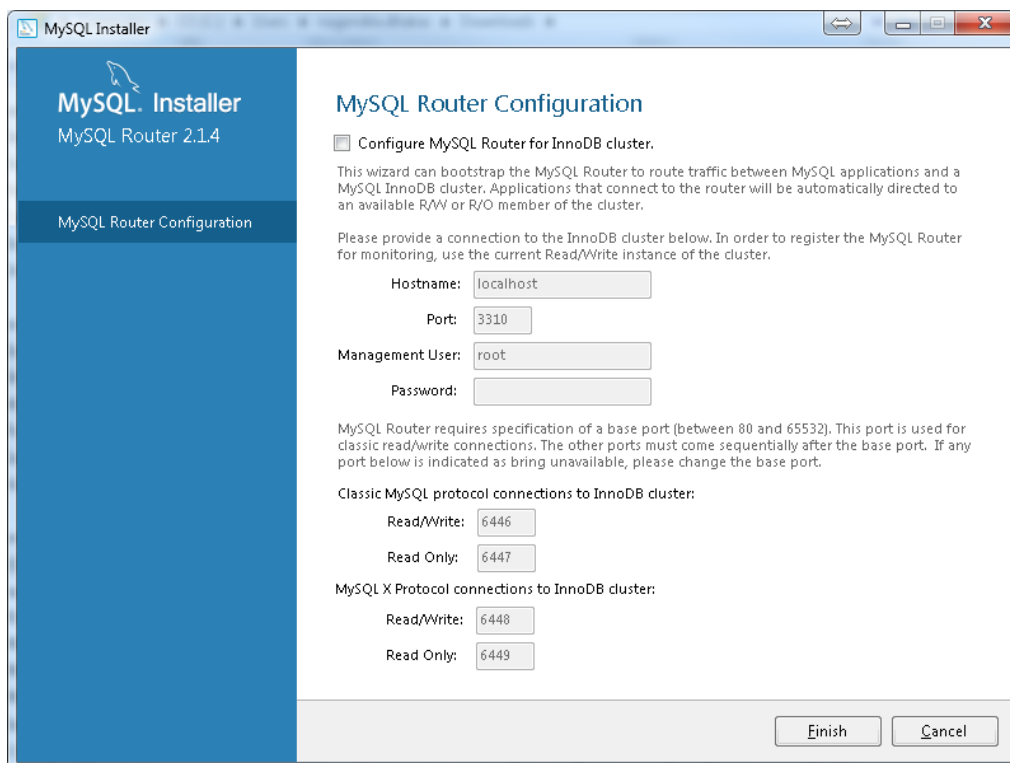 MySQL Installer
MySQL. Installer
MySQL Router 2.1.4
MySQL Router Configuration
MySQL Router Configuration
Configure MySQL Router for InnoDB cluster.
This wizard can bootstrap the MySQL Router to route traffic between MySQL applications and a
MySQL InnoDB cluster. Applications that connect to the router will be automatically directed to
an available R/W or R/O member of the cluster.
Please provide a connection to the InnoDB cluster below. In order to register the MySQL Router
for monitoring, use the current Read/Write instance of the cluster.
Hostname: localhost
Port: 3310
Management User: root
Password:
MySQL Router requires specification of a base port (between 80 and 65532). This port is used for
classic read/write connections. The other ports must come sequentially after the base port. If any
port below is indicated as bring unavailable, please change the base port.
Classic MySQL protocol connections to InnoDB cluster:
Read/Write: 6446
Read Only: 6447
MySQL X Protocol connections to InnoDB cluster:
Read/Write: 6448
Read Only: 6449
Finish Cancel